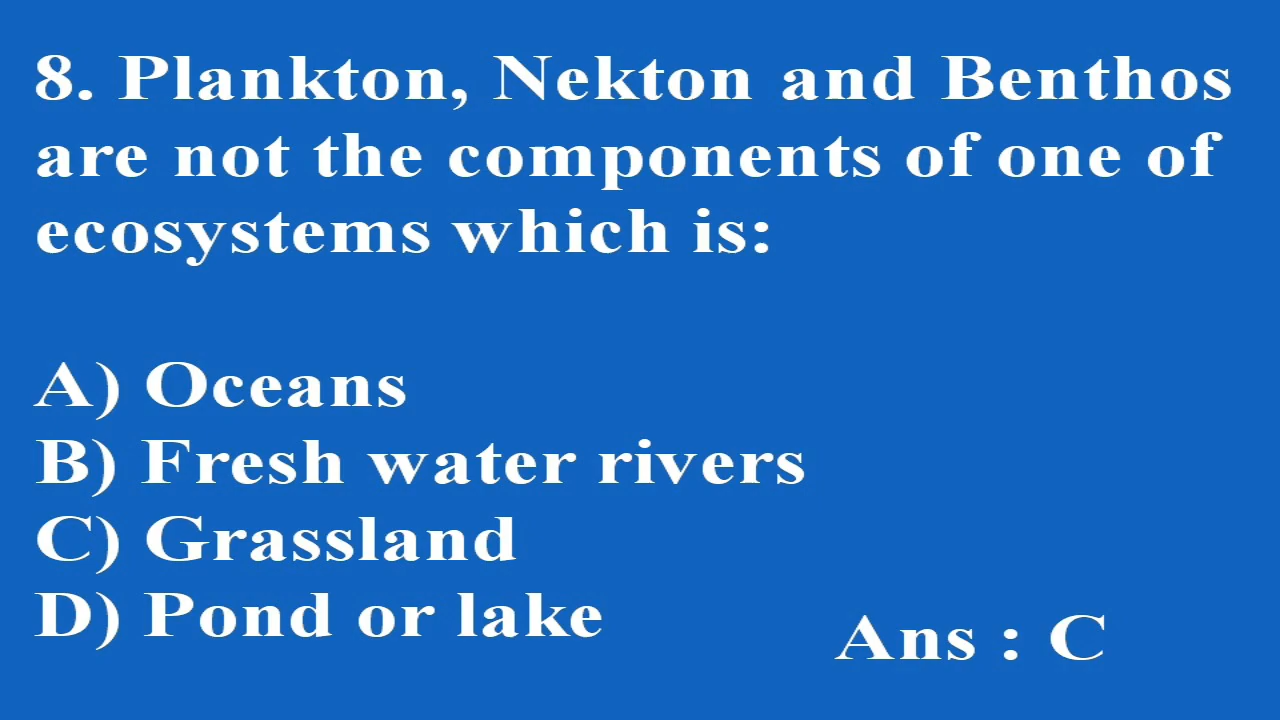 8. Plankton, Nekton and Benthos
are not the components of one of
ecosystems which is:
A) Oceans
B) Fresh water rivers
C) Grassland
D) Pond or lake
Ans : C